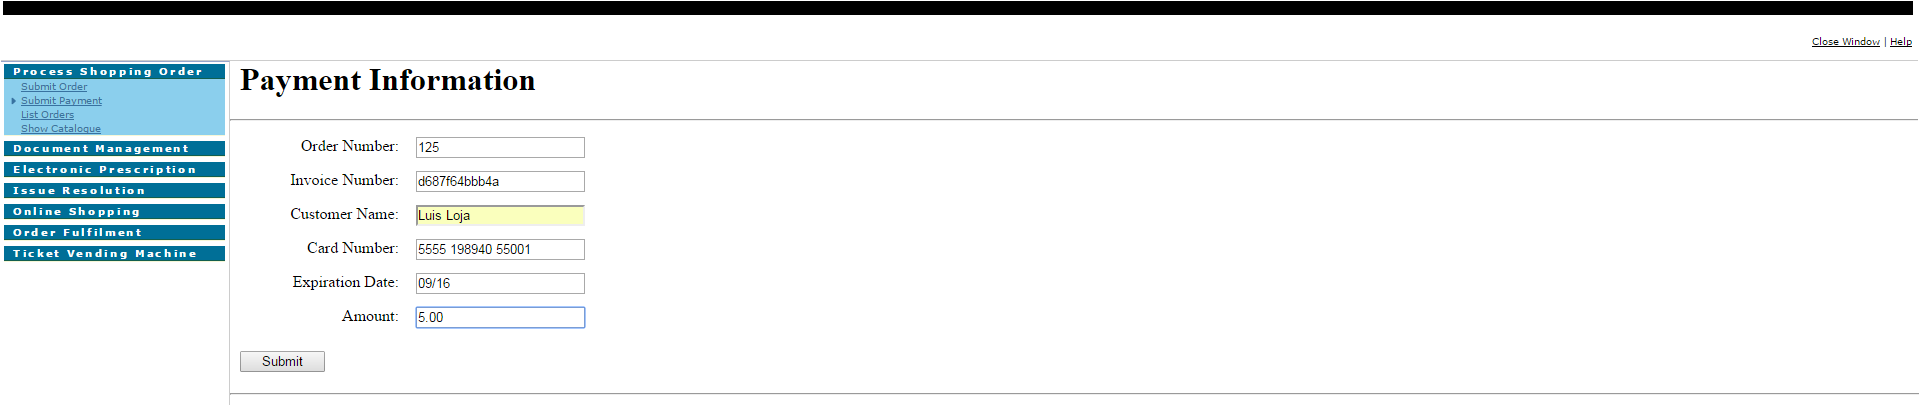 Close Window | Help
Process Shopping Order
Submit Order
Submit Payment
List Orders
Show Catalogue
Document Management
Electronic Prescription
Issue Resolution
Online Shopping
Order Fulfilment
Ticket Vending Machine
Payment Information
Order Number: 125
Invoice Number: d687f64bbb4a
Customer Name: Luis Loja
Card Number: 5555 198940 55001
Expiration Date: 09/16
Amount: 5.00
Submit